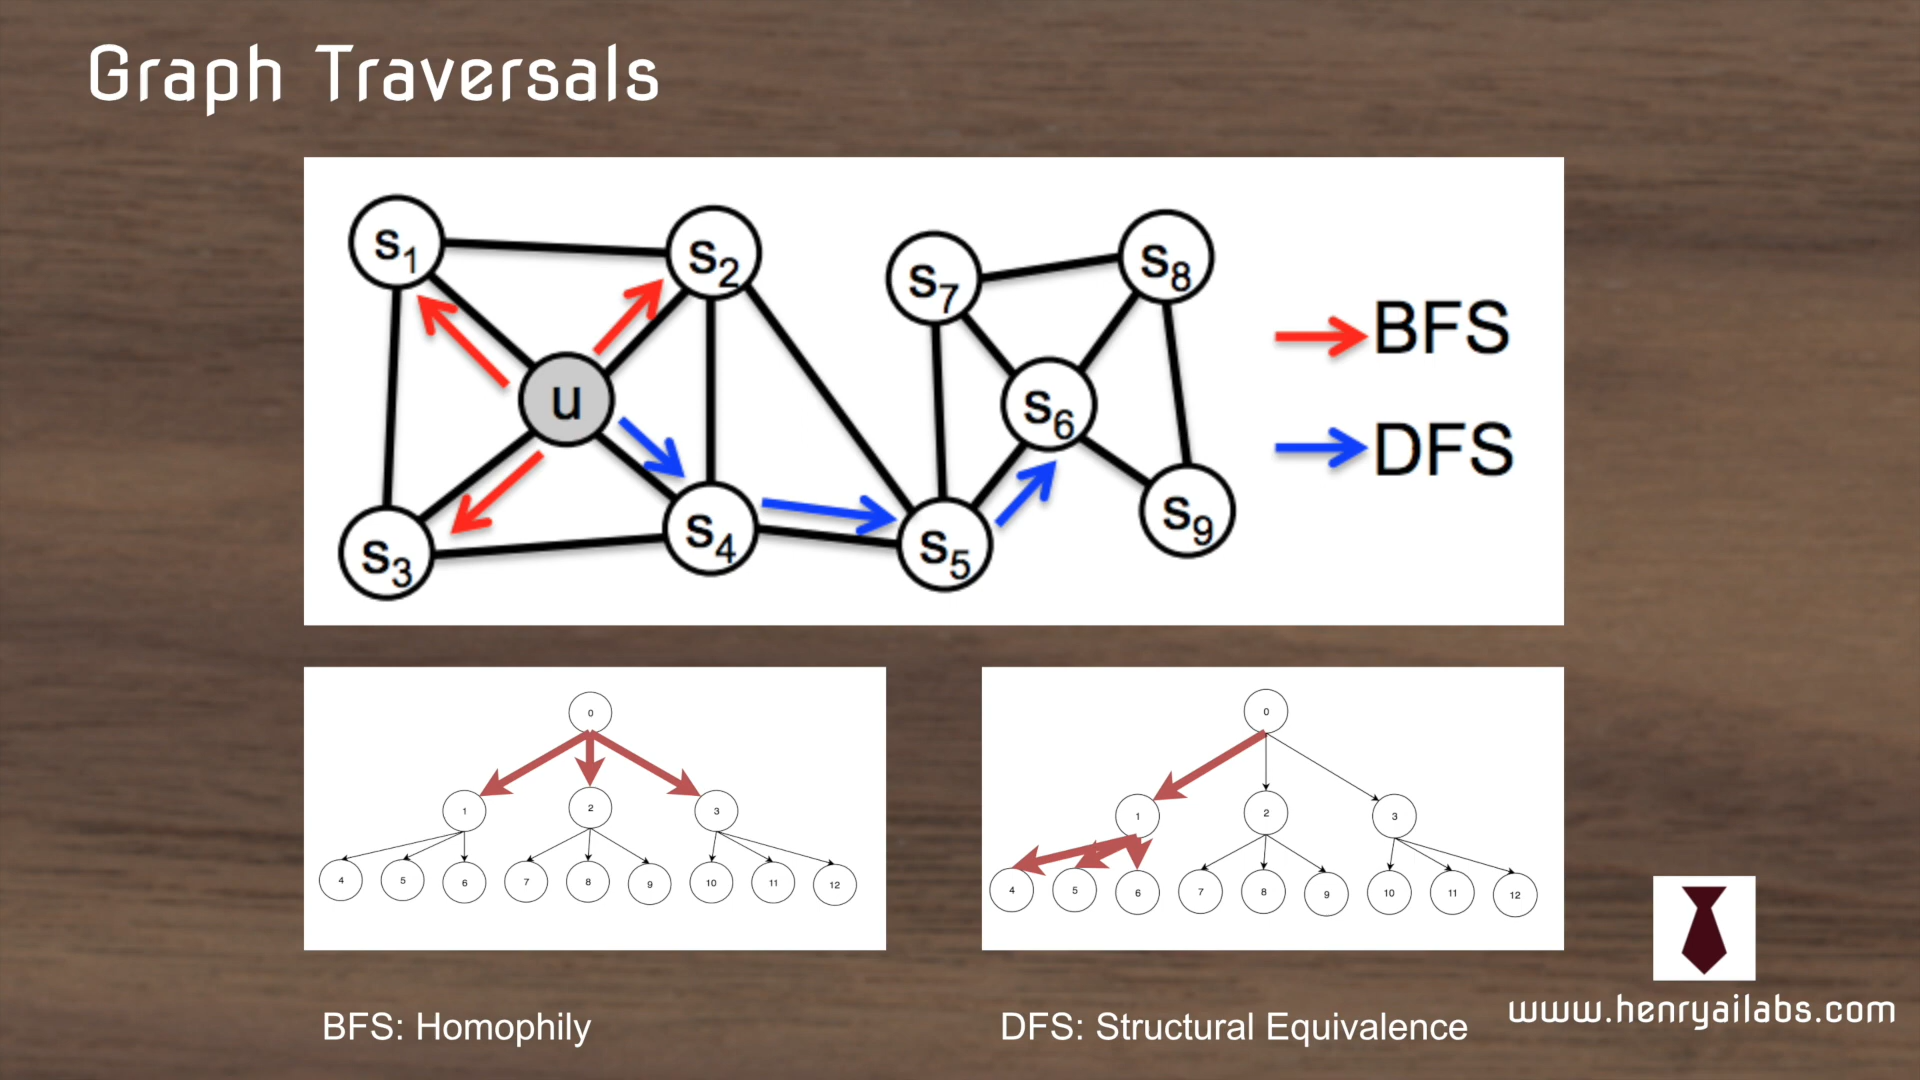 Graph Traversals
s1
s2
s7
s8
BFS
u
s6
DFS
s3
s4
s5
s9
0
1
2
3
4
5
6
7
8
9
10
11
12
0
1
2
3
4
5
6
7
8
9
10
11
12
BFS: Homophily
DFS: Structural Equivalence
www.henryailabs.com